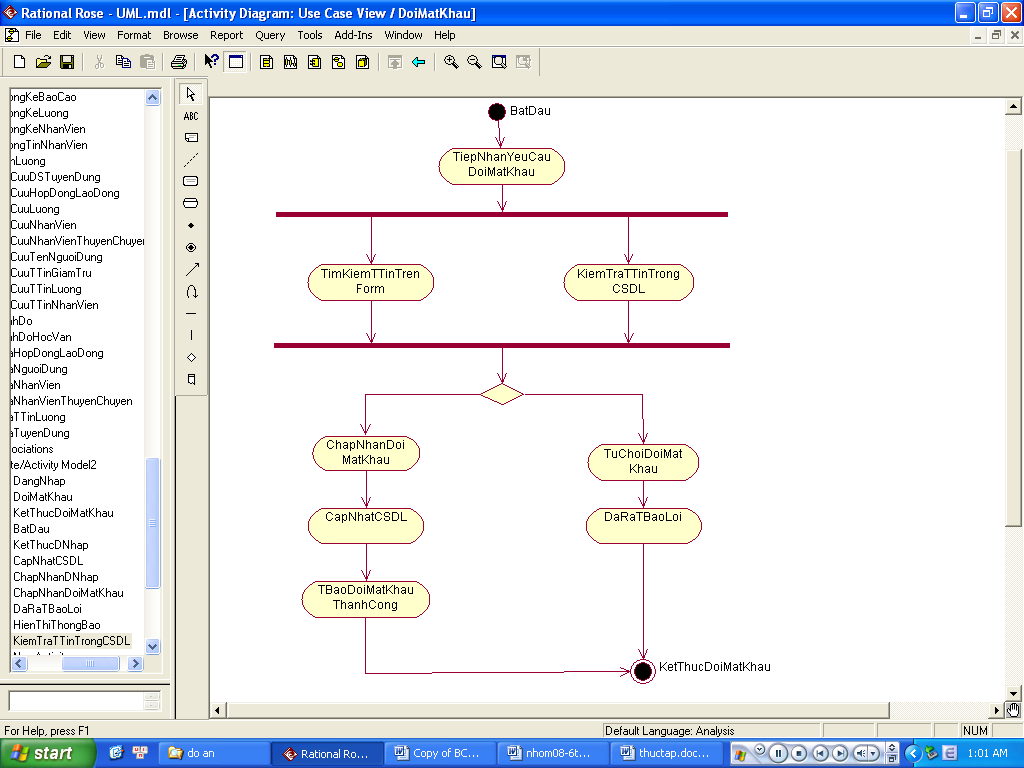 Rational Rose - UML.mdl - [Activity Diagram: Use Case View / DoiMatKhau]
File Edit View Format Browse Report Query Tools Add-Ins Window Help
ongKeBaoCao
ongKeLuong
ongKeNhanVien
ongTinNhanVien
nLuong
CuuDSTuyenDung
CuuHopDongLaoDong
CuuLuong
CuuNhanVien
CuuNhanVienThuyenChuyen
CuuTenNguoiDung
CuuTTinGiamTru
CuuTTinLuong
CuuTTinNhanVien
nhDo
nhDoHocVan
aHopDongLaoDong
aNguoiDung
aNhanVien
aNhanVienThuyenChuyen
aTTinLuong
aTuyenDung
ociations
te/Activity Model2
DangNhap
DoiMatKhau
KetThucDoiMatKhau
BatDau
KetThucDNhap
CapNhatCSDL
ChapNhanDNhap
ChapNhanDoiMatKhau
DaRaTBaoLoi
HienThiThongBao
KiemTraTTinTrongCSDL
ABC
BatDau
TiepNhanYeuCau
DoiMatKhau
TimKiemTTinTren
Form
KiemTraTTinTrong
CSDL
ChapNhanDoi
MatKhau
TuChoiDoiMat
Khau
CapNhatCSDL
DaRaTBaoLoi
TBaoDoiMatKhau
ThanhCong
KetThucDoiMatKhau
For Help, press F1
Default Language: Analysis
NUM
start
do an
Rational Ro...
Copy of BC...
nhom08-6t...
thuctap.doc...
1:01 AM